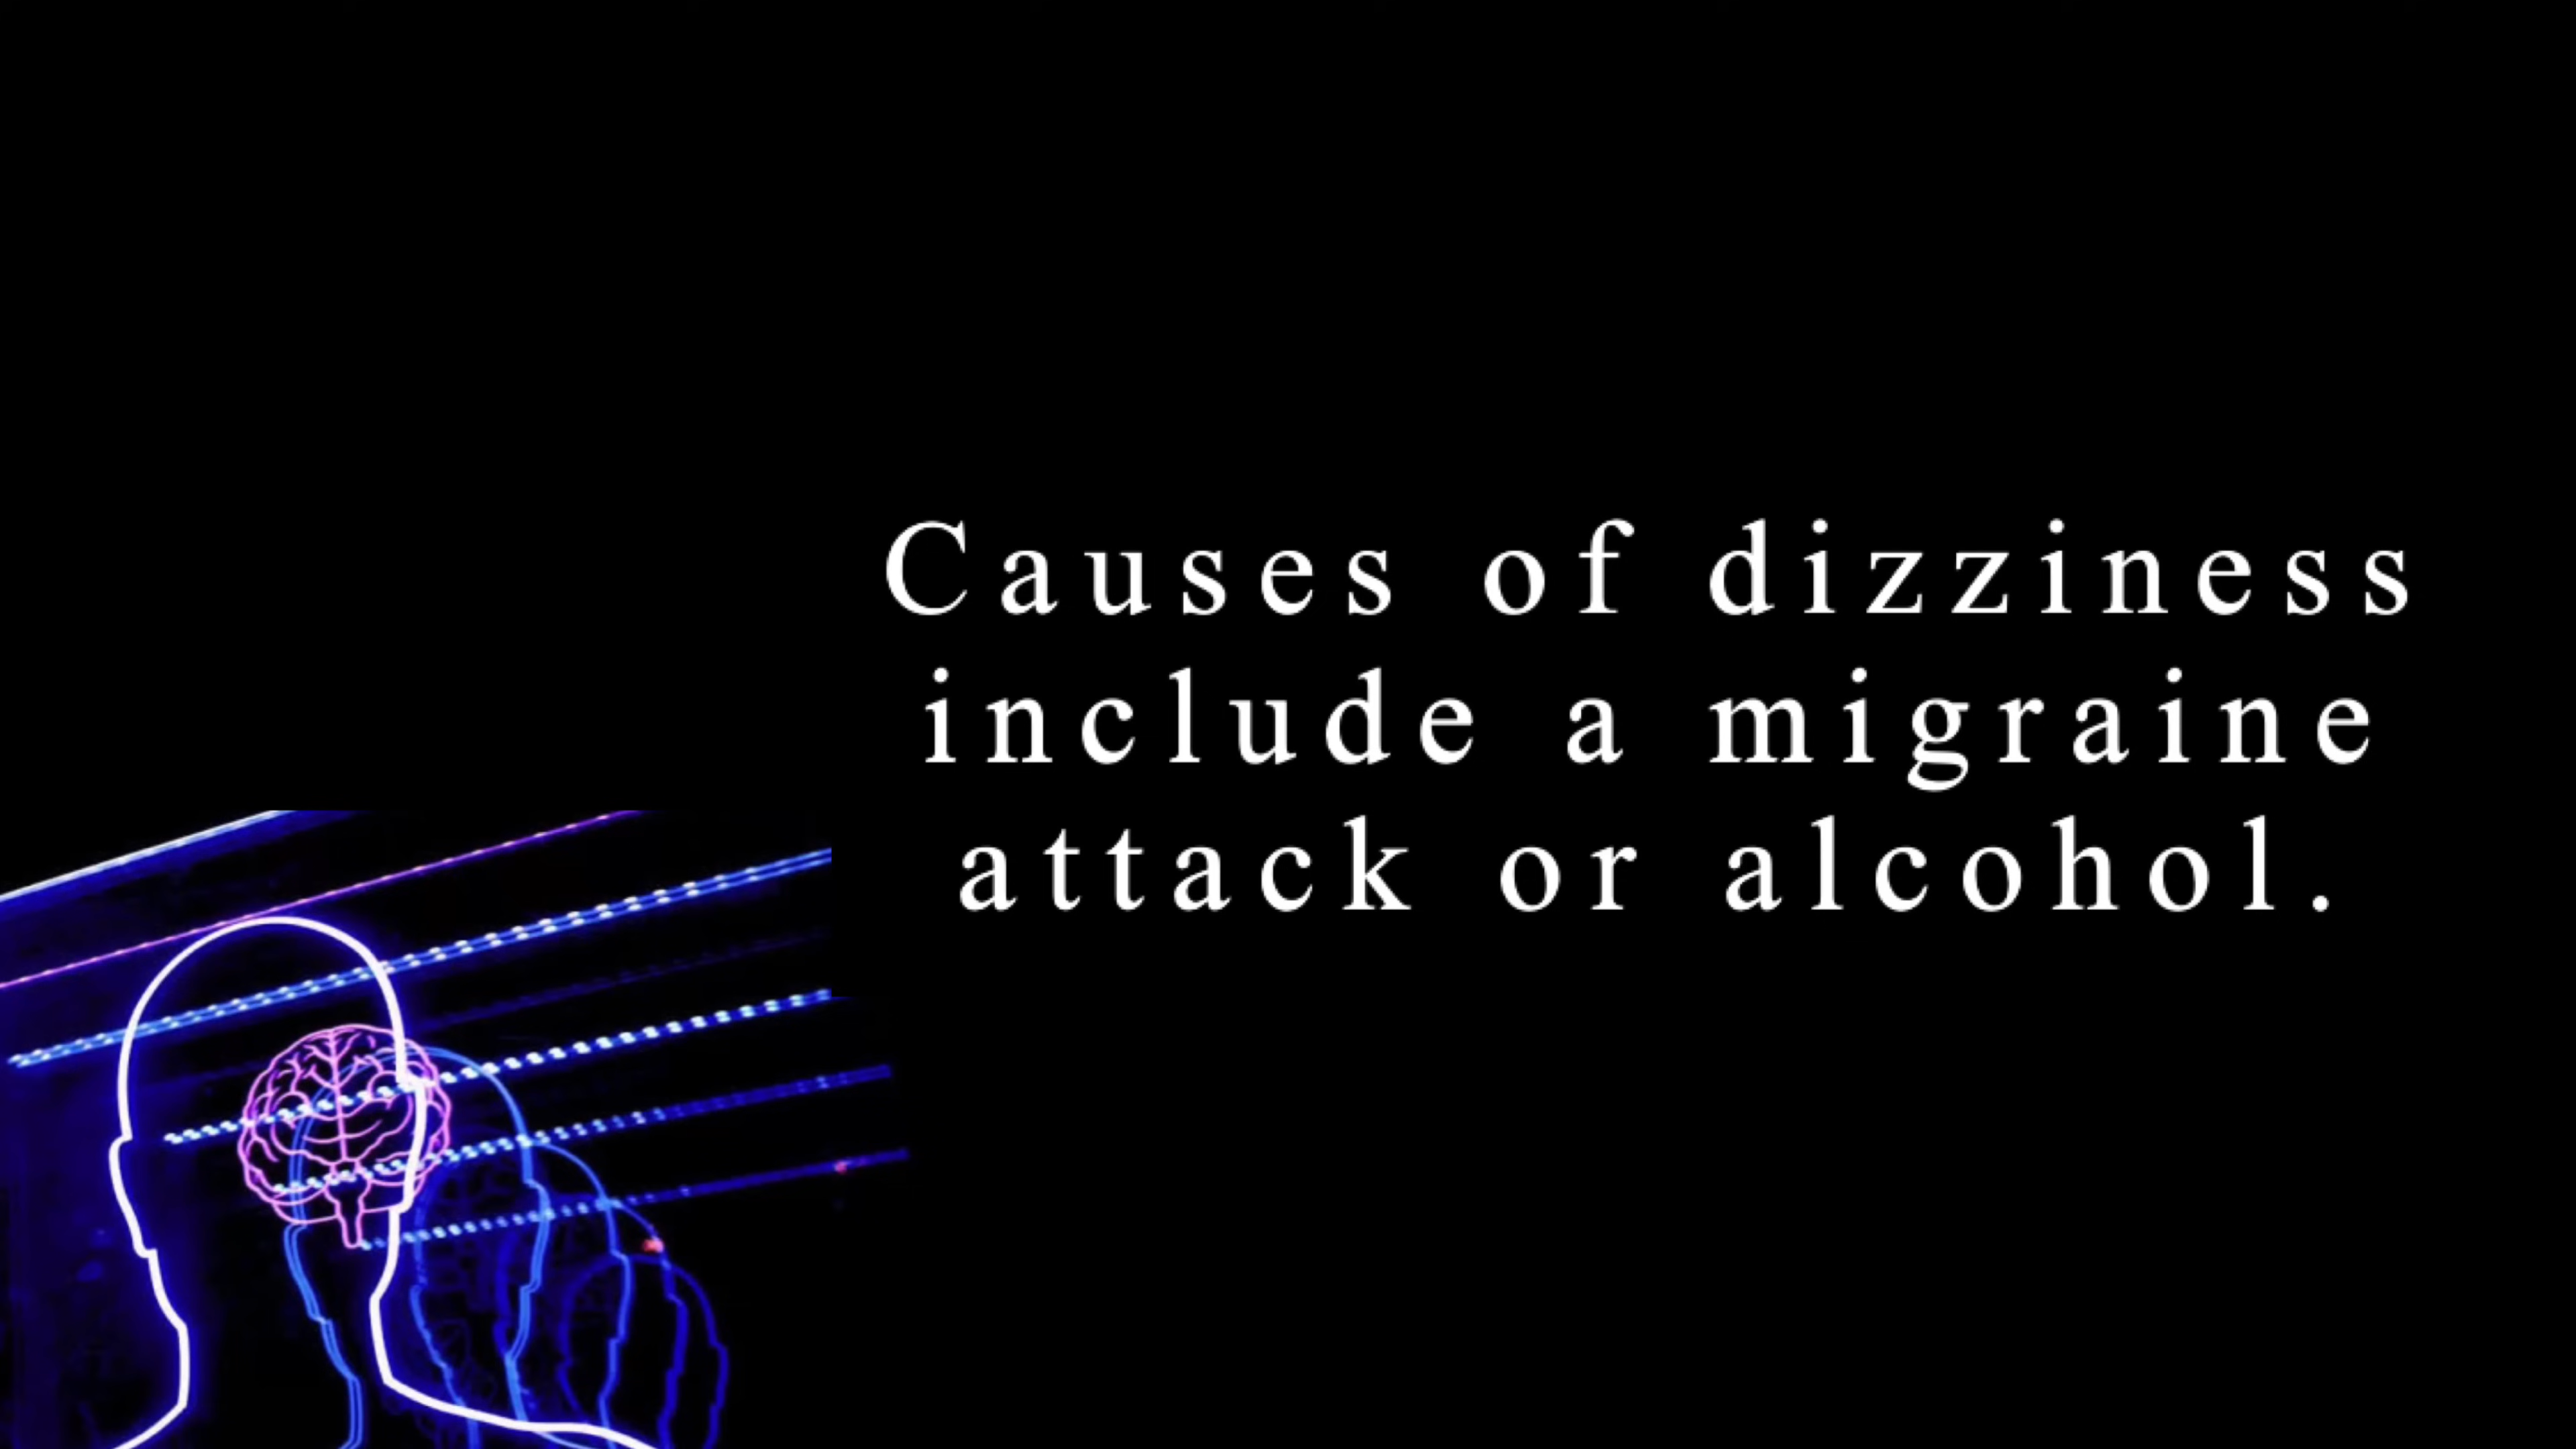 Causes of dizziness
include a migraine
attack or alcohol.